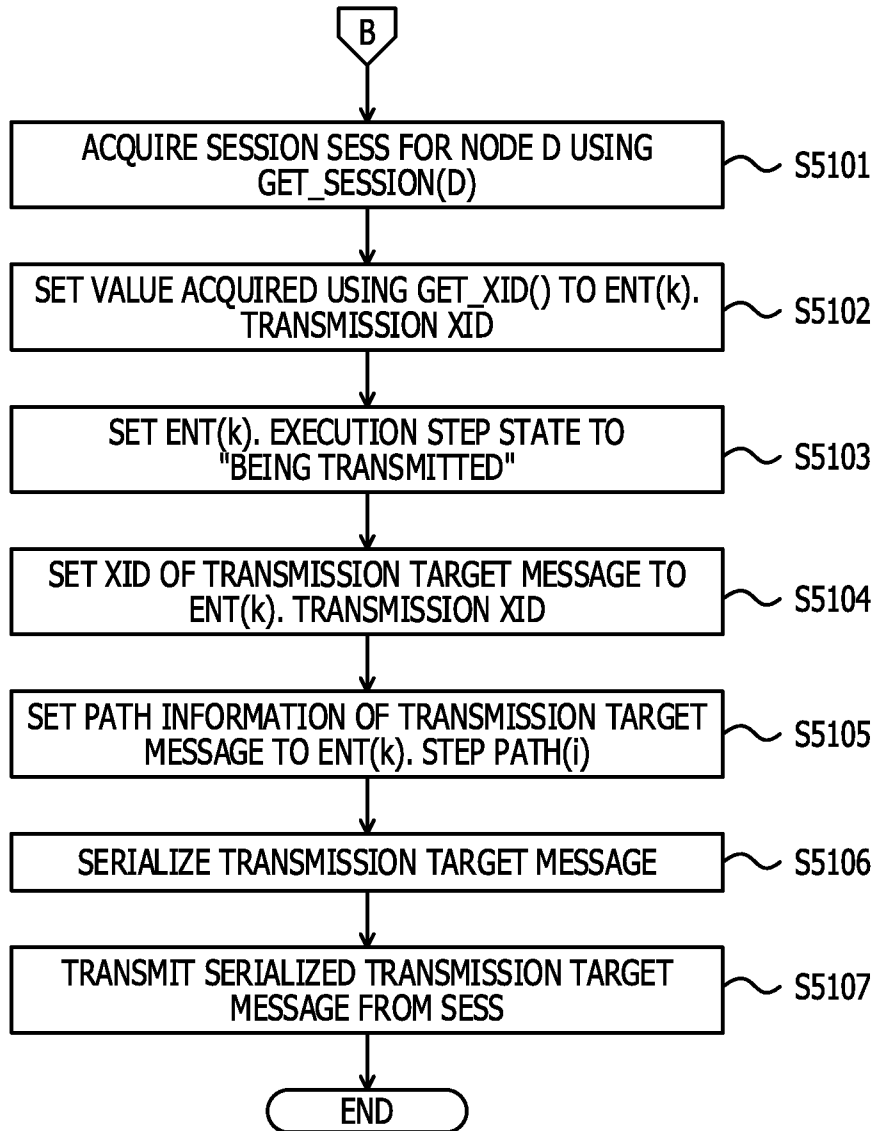 B
ACQUIRE SESSION SESS FOR NODE D USING
GET_SESSION(D)
S5101
SET VALUE ACQUIRED USING GET_XID() TO ENT(k).
TRANSMISSION XID
S5102
SET ENT(k). EXECUTION STEP STATE TO
"BEING TRANSMITTED"
S5103
SET XID OF TRANSMISSION TARGET MESSAGE TO
ENT(k). TRANSMISSION XID
S5104
SET PATH INFORMATION OF TRANSMISSION TARGET
MESSAGE TO ENT(k). STEP PATH(i)
S5105
SERIALIZE TRANSMISSION TARGET MESSAGE
S5106
TRANSMIT SERIALIZED TRANSMISSION TARGET
MESSAGE FROM SESS
S5107
END